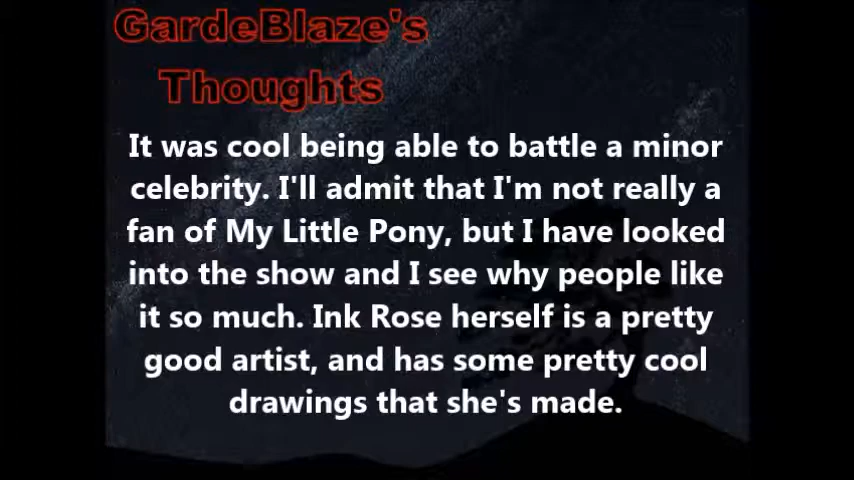 GardeBlaze's
Thoughts
It was cool being able to battle a minor
celebrity. I'll admit that I'm not really a
fan of My Little Pony, but I have looked
into the show and I see why people like
it so much. Ink Rose herself is a pretty
good artist, and has some pretty cool
drawings that she's made.